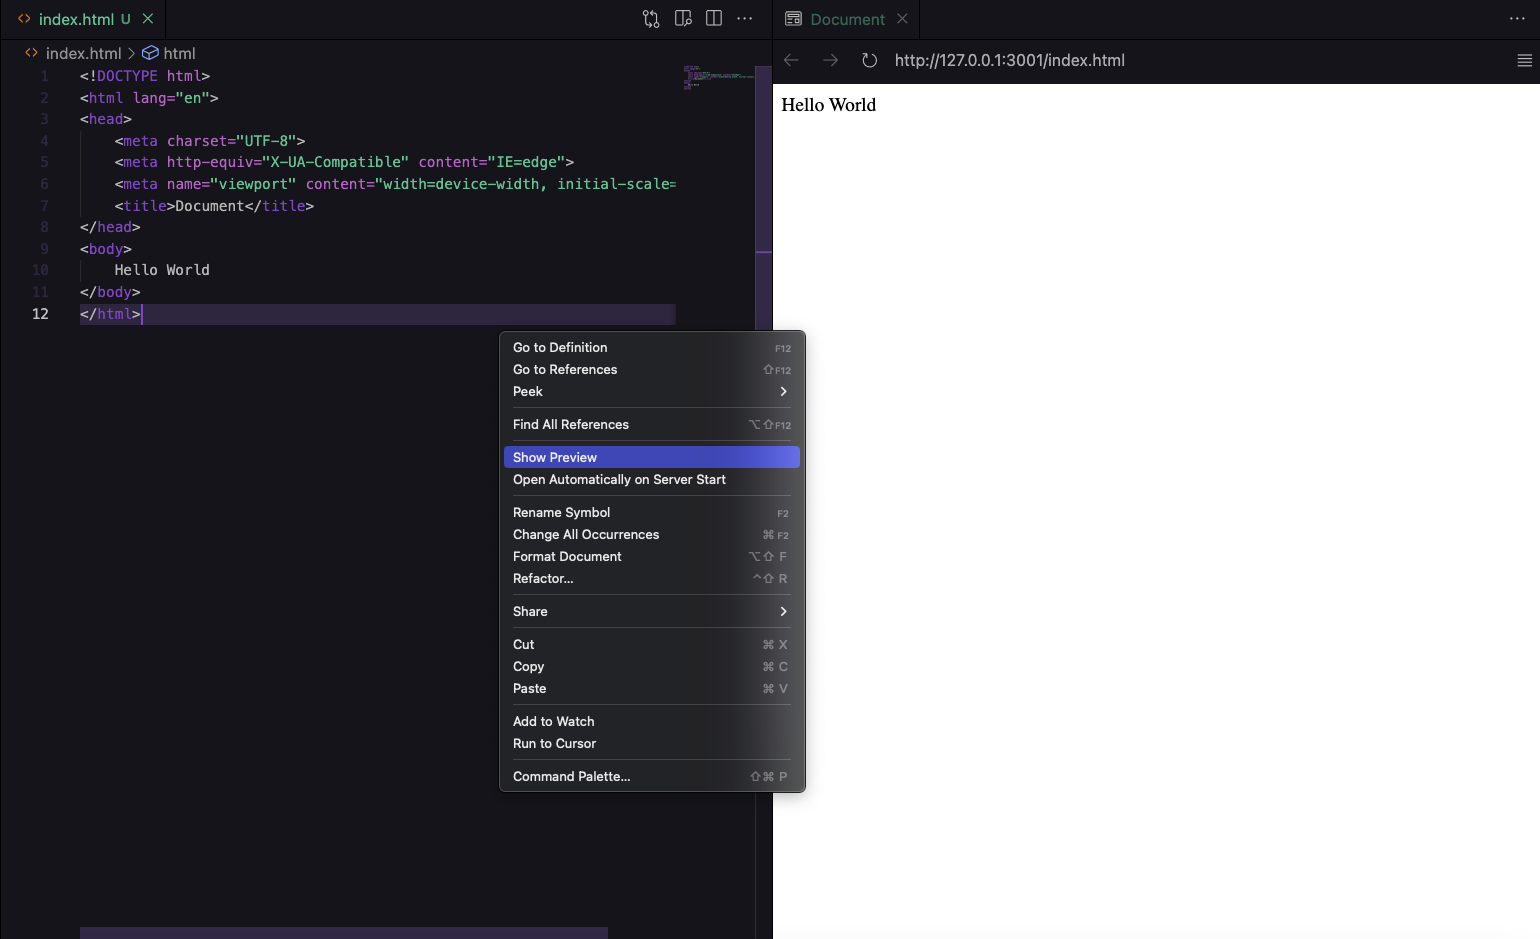 index.html U
Document
index.html > html
http://127.0.0.1:3001/index.html
1 <!DOCTYPE html>
2 <html lang="en">
3 <head>
4 <meta charset="UTF-8">
5 <meta http-equiv="X-UA-Compatible" content="IE=edge">
6 <meta name="viewport" content="width=device-width, initial-scale=
7 <title>Document</title>
8 </head>
9 <body>
10 Hello World
11 </body>
12 </html>
Go to Definition F12
Go to References ⇧F12
Peek
Find All References ⌥⇧F12
Show Preview
Open Automatically on Server Start
Rename Symbol F2
Change All Occurrences ⌘ F2
Format Document ⌥⇧ F
Refactor... ^⇧ R
Share
Cut ⌘ X
Copy ⌘ C
Paste ⌘ V
Add to Watch
Run to Cursor
Command Palette... ⇧⌘ P
Hello World